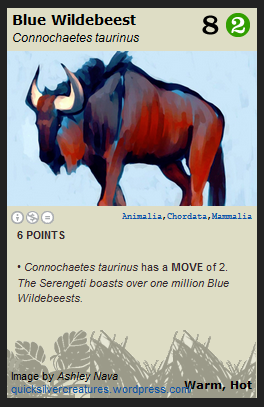 Blue Wildebeest 8 2
Connochaetes taurinus
Animalia,Chordata,Mammalia
6 POINTS
• Connochaetes taurinus has a MOVE of 2.
The Serengeti boasts over one million Blue
Wildebeests.
Image by Ashley Nava
quicksilvercreatures.wordpress.com/
Warm, Hot